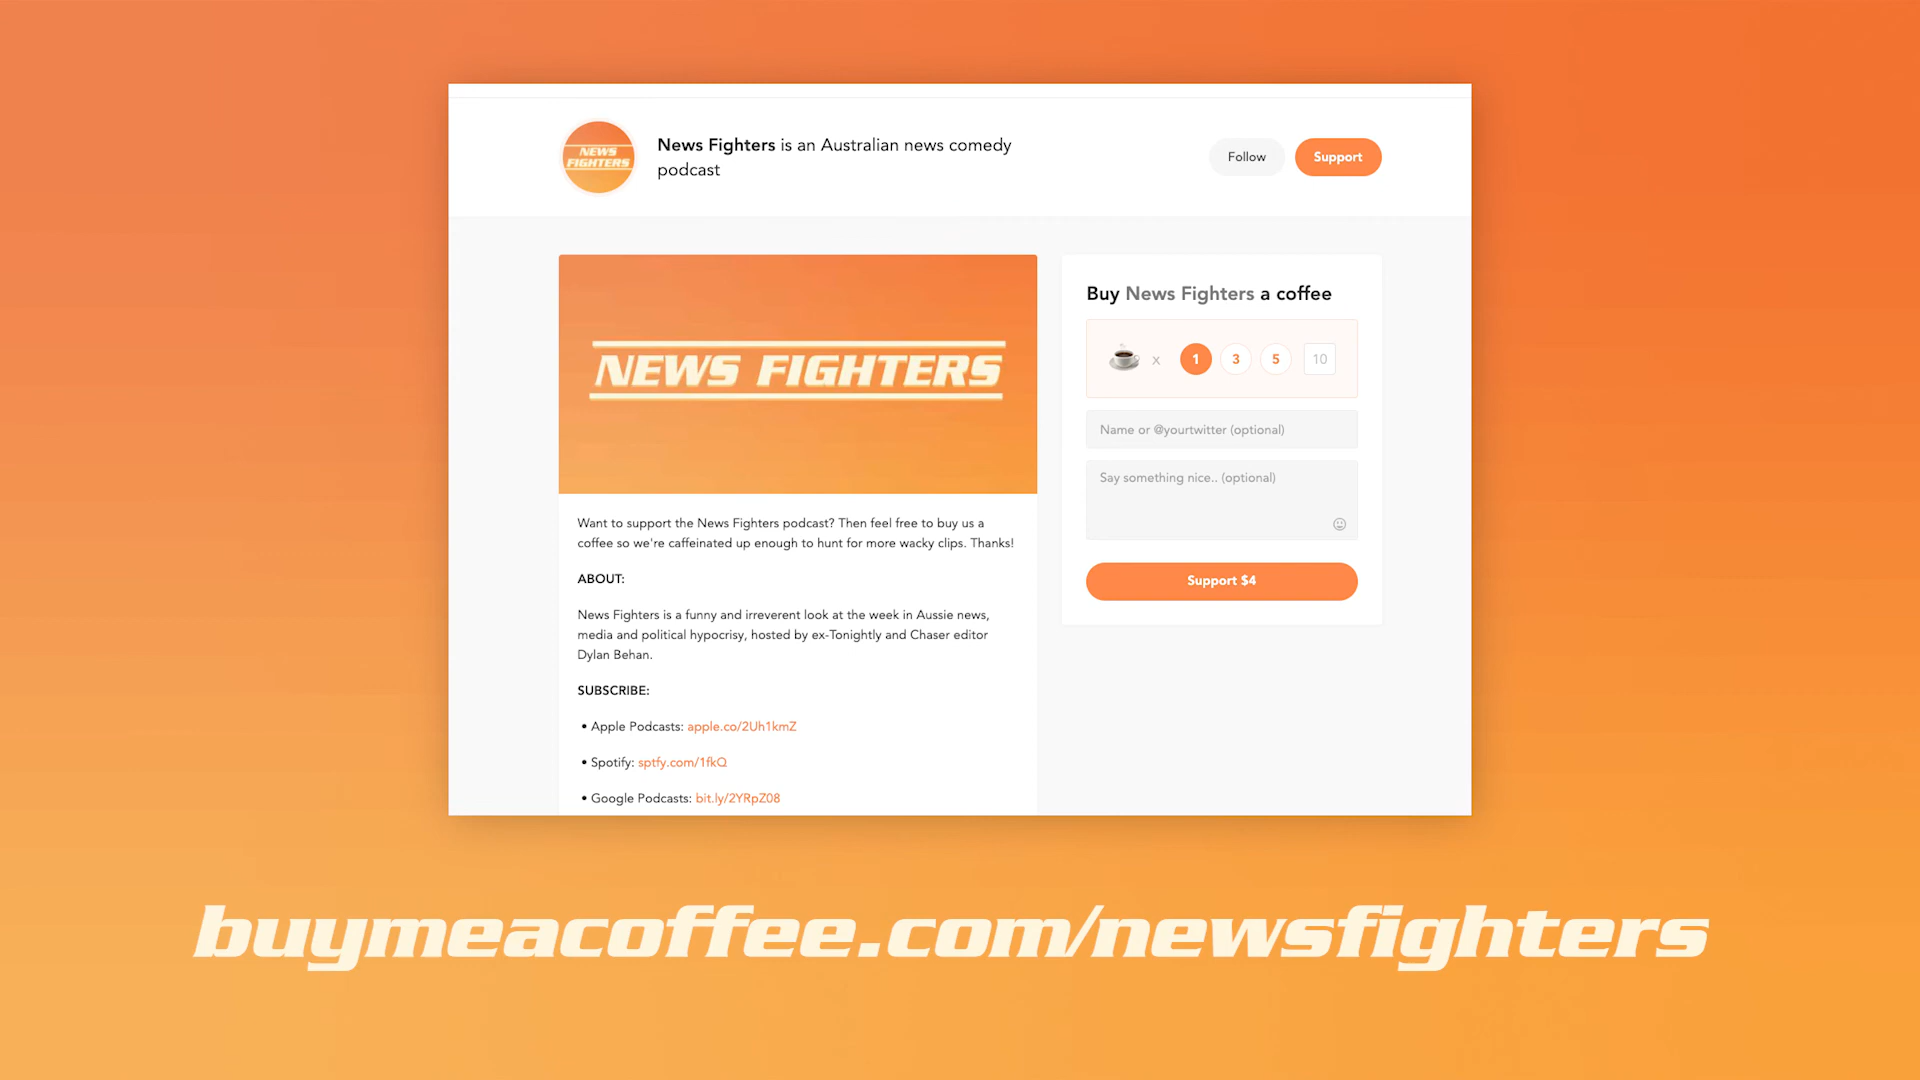 NEWS
FIGHTERS
News Fighters is an Australian news comedy
podcast
Follow
Support
NEWS FIGHTERS
Want to support the News Fighters podcast? Then feel free to buy us a
coffee so we're caffeinated up enough to hunt for more wacky clips. Thanks!
ABOUT:
News Fighters is a funny and irreverent look at the week in Aussie news,
media and political hypocrisy, hosted by ex-Tonightly and Chaser editor
Dylan Behan.
SUBSCRIBE:
• Apple Podcasts: apple.co/2Uh1kmZ
• Spotify: sptfy.com/1fkQ
• Google Podcasts: bit.ly/2YRpZ08
Buy News Fighters a coffee
x 1 3 5 10
Name or @yourtwitter (optional)
Say something nice.. (optional)
Support $4
buymeacoffee.com/newsfighters